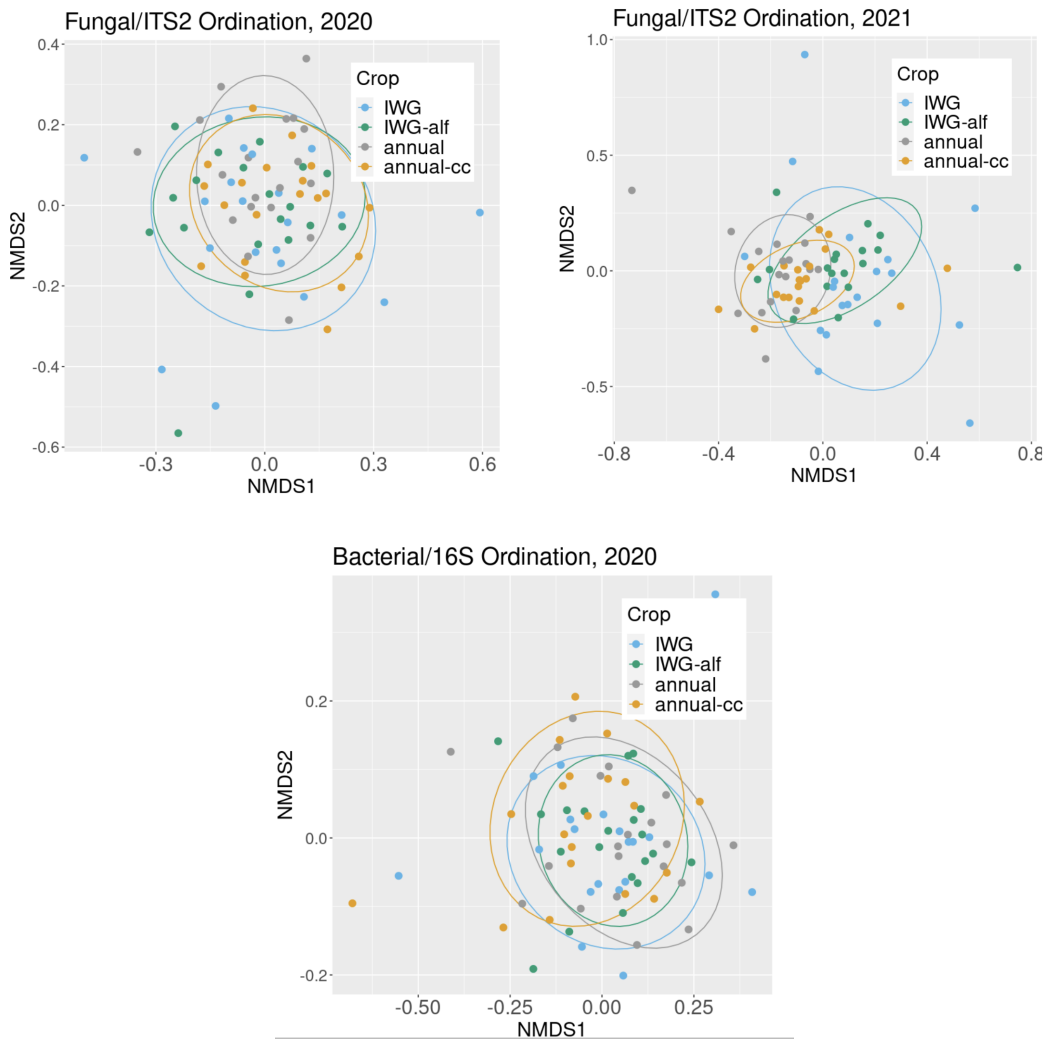 Fungal/ITS2 Ordination, 2020
0.4
0.2
0.0
-0.2
-0.4
-0.6
NMDS2
-0.3
0.0
0.3
0.6
NMDS1
Crop
IWG
IWG-alf
annual
annual-cc
Fungal/ITS2 Ordination, 2021
1.0
0.5
0.0
-0.5
NMDS2
-0.8
-0.4
0.0
0.4
0.8
NMDS1
Crop
IWG
IWG-alf
annual
annual-cc
Bacterial/16S Ordination, 2020
0.2
0.0
-0.2
NMDS2
-0.50
-0.25
0.00
0.25
NMDS1
Crop
IWG
IWG-alf
annual
annual-cc